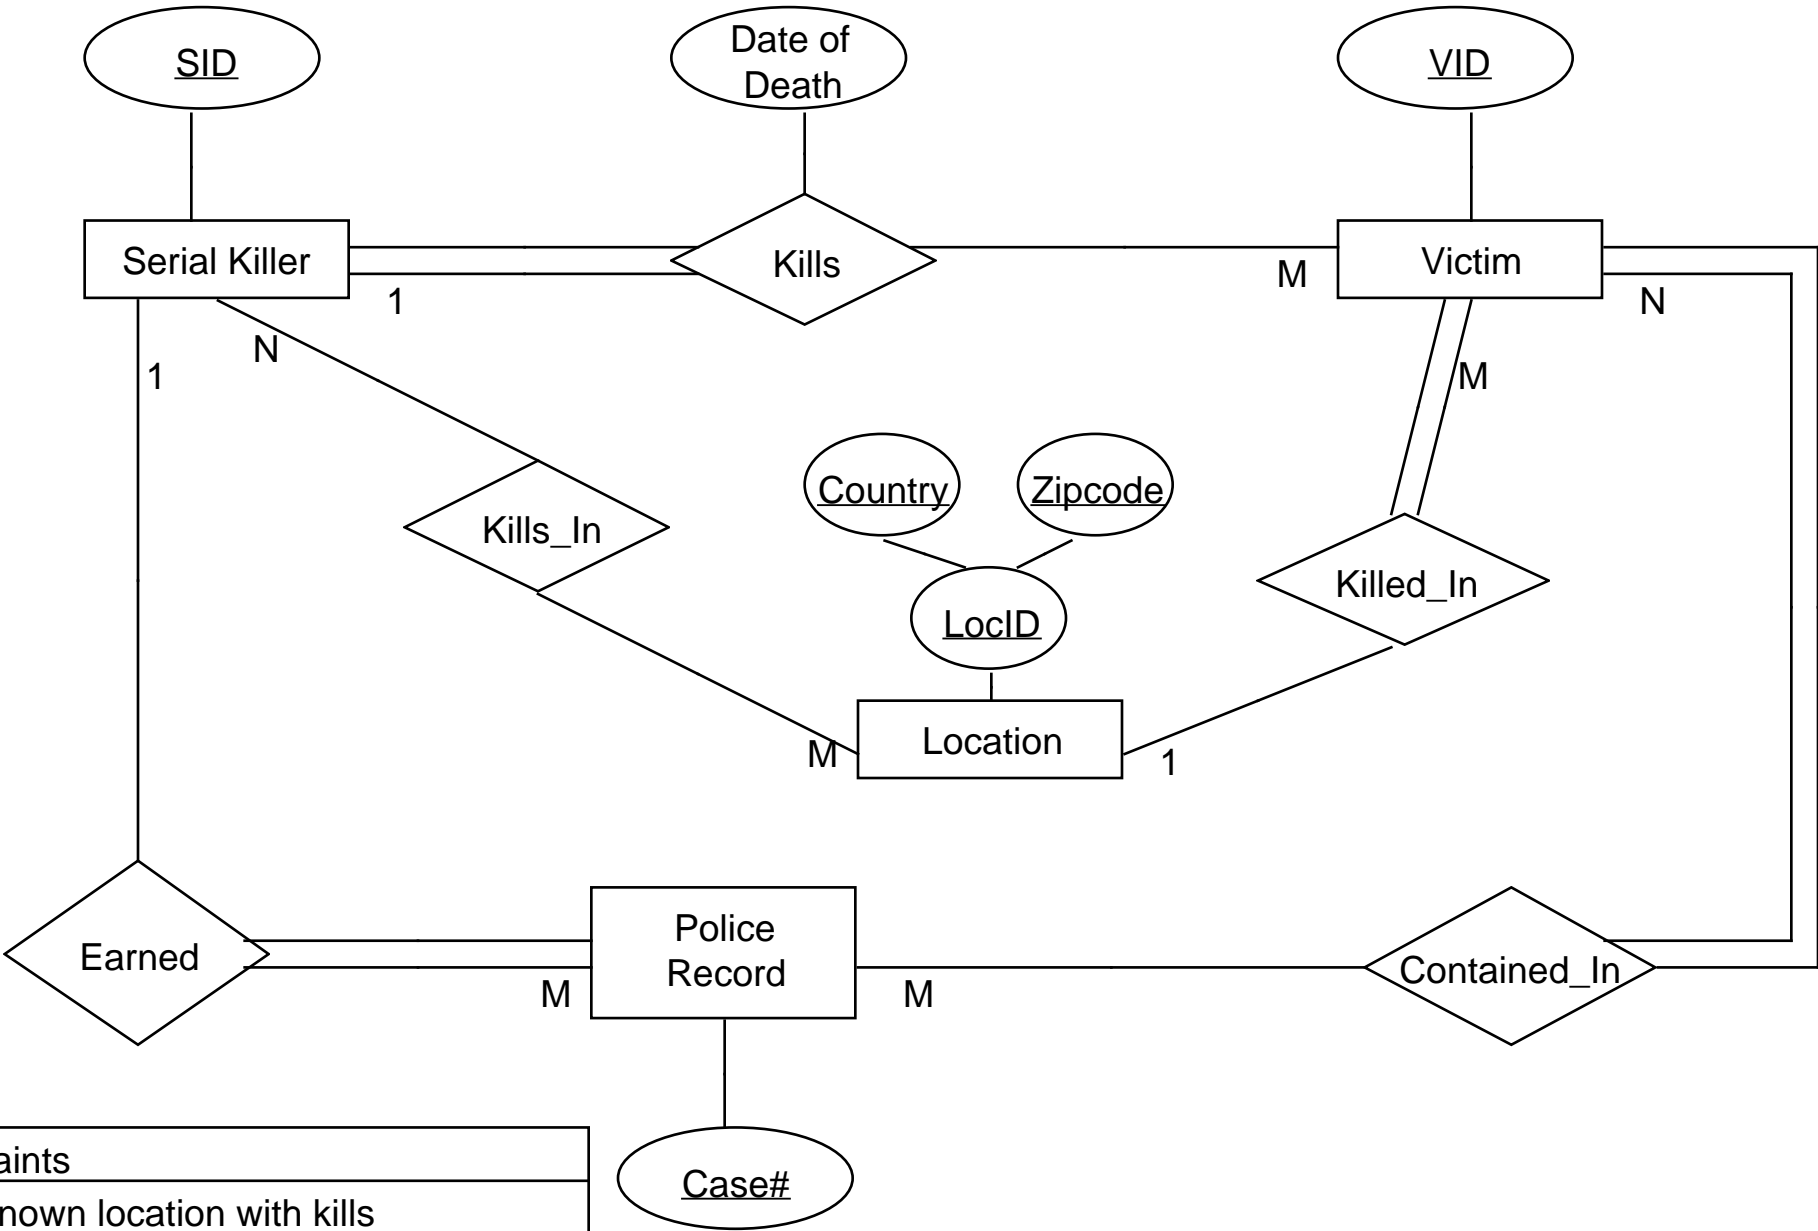 SID
Date of
Death
VID
Serial Killer
Kills
Victim
1
M
N
N
1
M
Country
Zipcode
Kills_In
Killed_In
LocID
Location
M
1
Police
Record
Earned
Contained_In
M
M
Case#
aints
nown location with kills